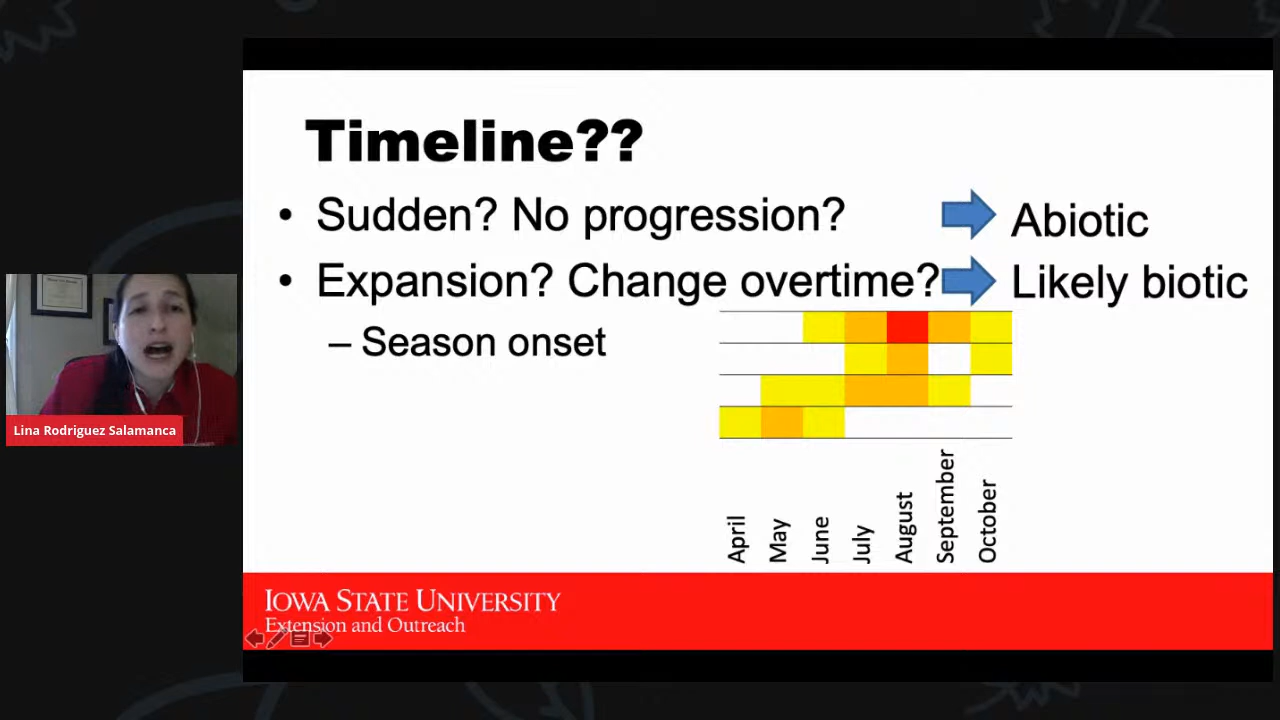 Timeline??
• Sudden? No progression? Abiotic
• Expansion? Change overtime? Likely biotic
– Season onset
April
May
June
July
August
September
October
Lina Rodriguez Salamanca
IOWA STATE UNIVERSITY
Extension and Outreach